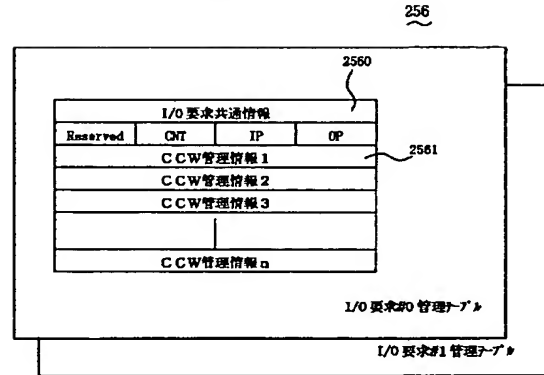 256
2560
I/O 要求共通情報
Reserved CNT IP OP
CCW管理情報1
2561
CCW管理情報2
CCW管理情報3
CCW管理情報n
I/O 要求#0 管理テーブル
I/O 要求#1 管理テーブル